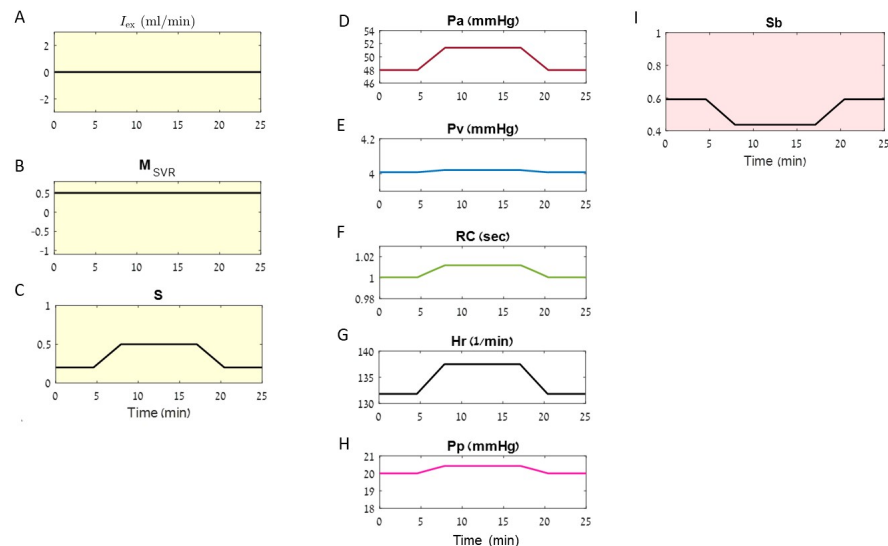 A
I_ex (ml/min)
2
0
-2
0 5 10 15 20 25
B
M_SVR
0.5
0
-0.5
-1
0 5 10 15 20 25
C
S
1
0.5
0
0 5 10 15 20 25
Time (min)
D
Pa (mmHg)
54
52
50
48
46
0 5 10 15 20 25
E
Pv (mmHg)
4.2
4
0 5 10 15 20 25
F
RC (sec)
1.02
1
0.98
0 5 10 15 20 25
G
Hr (1/min)
140
135
130
0 5 10 15 20 25
H
Pp (mmHg)
21
20
19
18
0 5 10 15 20 25
Time (min)
I
Sb
1
0.8
0.6
0.4
0 5 10 15 20 25
Time (min)